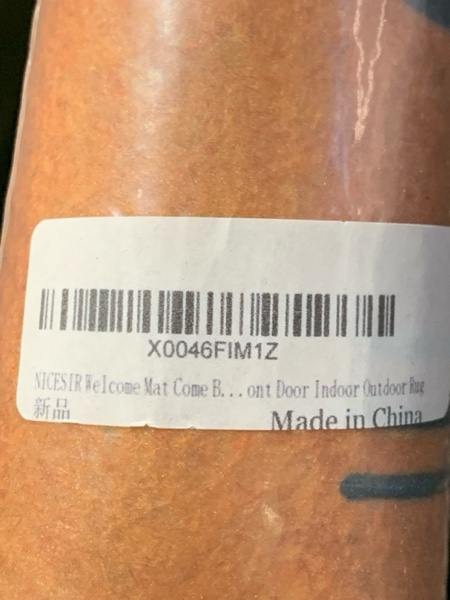 X0046FIM1Z
NICESIR Welcome Mat Come B...ont Door Indoor Outdoor Rug
新品
Made in China